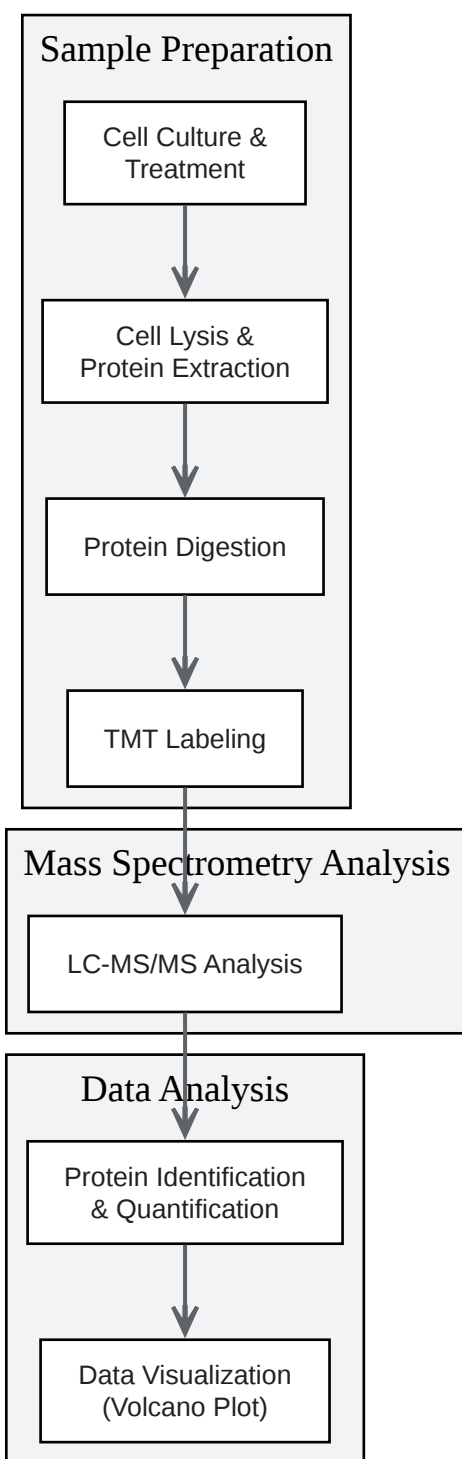 Sample Preparation
Cell Culture &
Treatment
Cell Lysis &
Protein Extraction
Protein Digestion
TMT Labeling
Mass Spectrometry Analysis
LC-MS/MS Analysis
Data Analysis
Protein Identification
& Quantification
Data Visualization
(Volcano Plot)